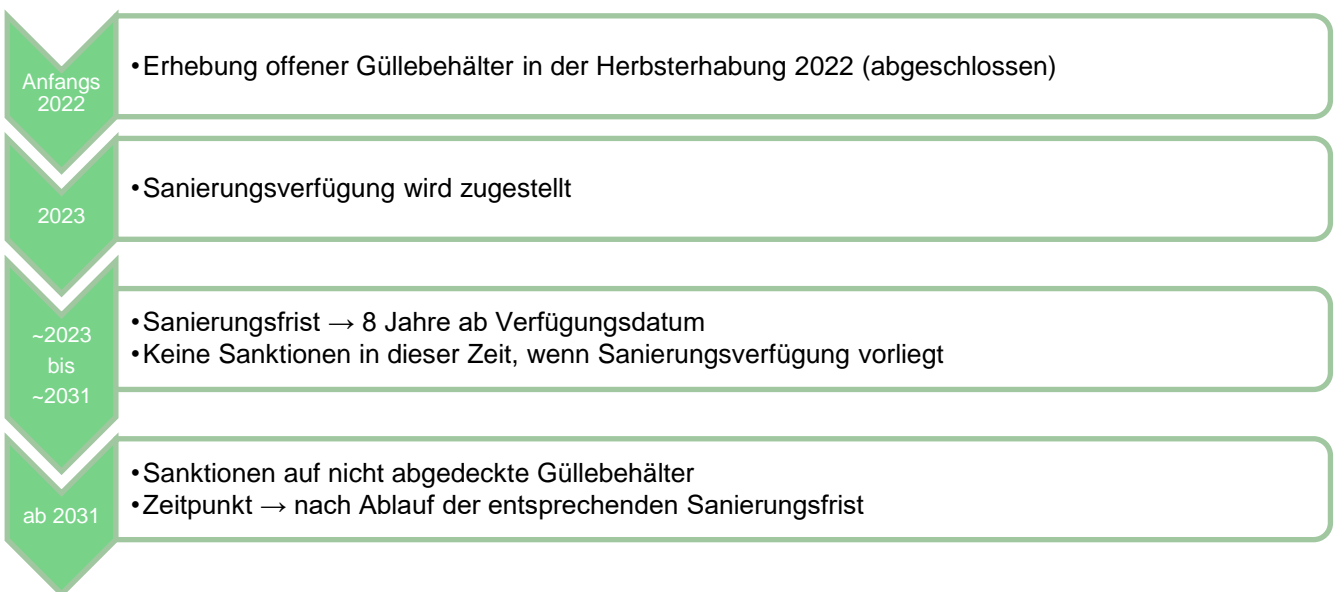 Anfangs
2022
•Erhebung offener Güllebehälter in der Herbsterhabung 2022 (abgeschlossen)
2023
•Sanierungsverfügung wird zugestellt
~2023
bis
~2031
•Sanierungsfrist → 8 Jahre ab Verfügungsdatum
•Keine Sanktionen in dieser Zeit, wenn Sanierungsverfügung vorliegt
ab 2031
•Sanktionen auf nicht abgedeckte Güllebehälter
•Zeitpunkt → nach Ablauf der entsprechenden Sanierungsfrist